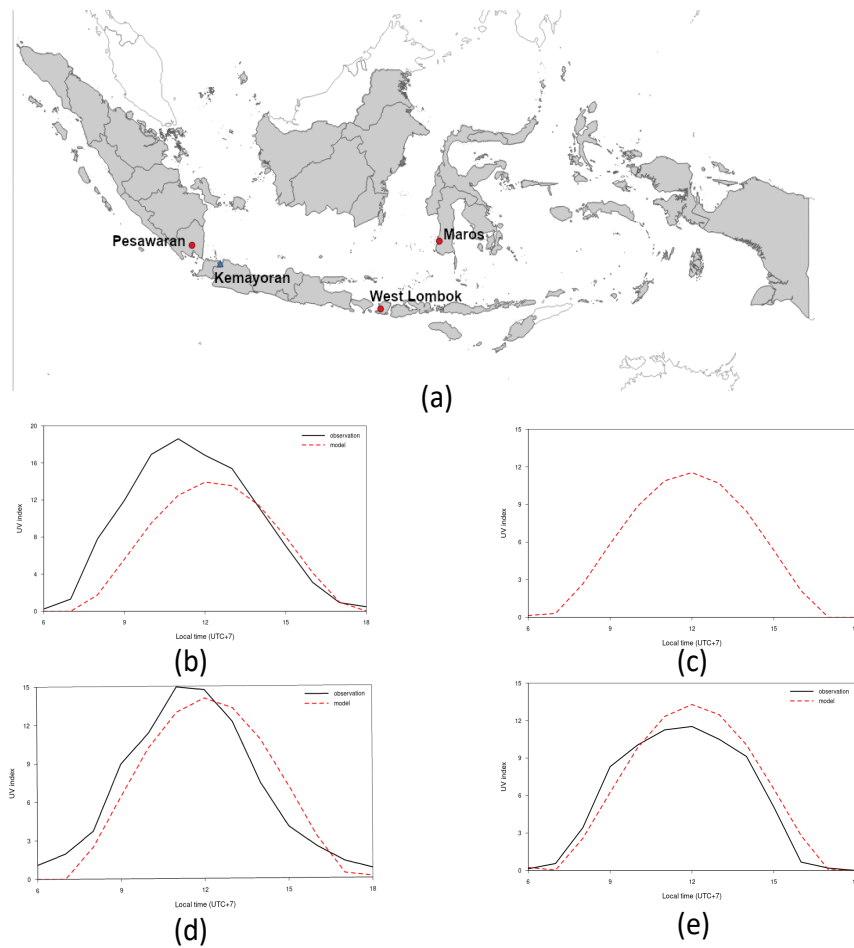 Pesawaran
Maros
Kemayoran
West Lombok
(a)
20
16
12
8
4
0
UV index
observation
model
6 9 12 15 18
Local time (UTC+7)
(b)
15
12
9
6
3
0
UV index
6 9 12 15
Local time (UTC+7)
(c)
15
12
9
6
3
0
UV index
observation
model
6 9 12 15 18
Local time (UTC+7)
(d)
15
12
9
6
3
0
UV index
observation
model
6 9 12 15
Local time (UTC+7)
(e)